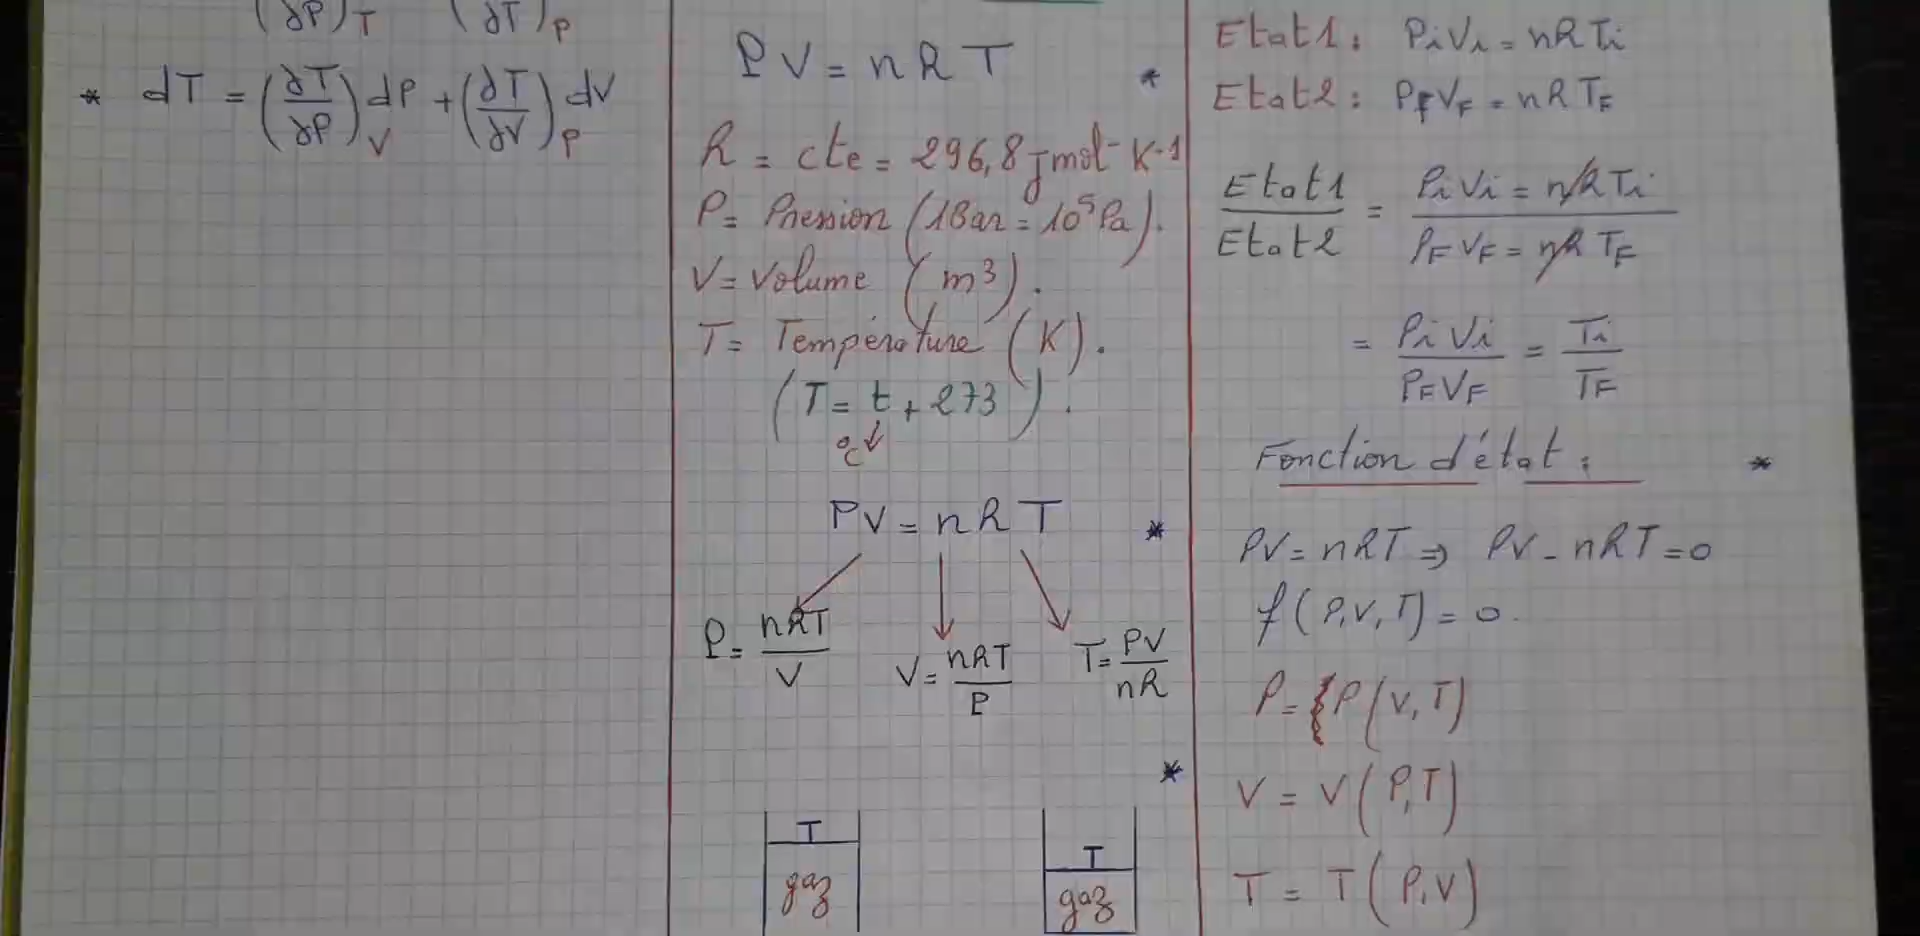 (∂P)T (∂T)P
* dT = (∂T/∂P)V dP + (∂T/∂V)P dV
PV = nRT *
R = cte = 296,8 J mol- K-1
P = Pression (1Bar = 10⁵Pa).
V = Volume (m³).
T = Température (K).
(T = t + 273).
°C
PV = nRT *
P = nRT/V
V = nRT/P
T = PV/nR
*
gaz
gaz
Etat1 : PiVi = nRTi
Etat2 : PFVF = nRTF
Etat1/Etat2 = PiVi = nRTi / PFVF = nRTF
= PiVi/PFVF = Ti/TF
Fonction d'état : *
PV = nRT ⇒ PV - nRT = 0
f(P,V,T) = 0.
P = P(V,T)
V = V(P,T)
T = T(P,V)